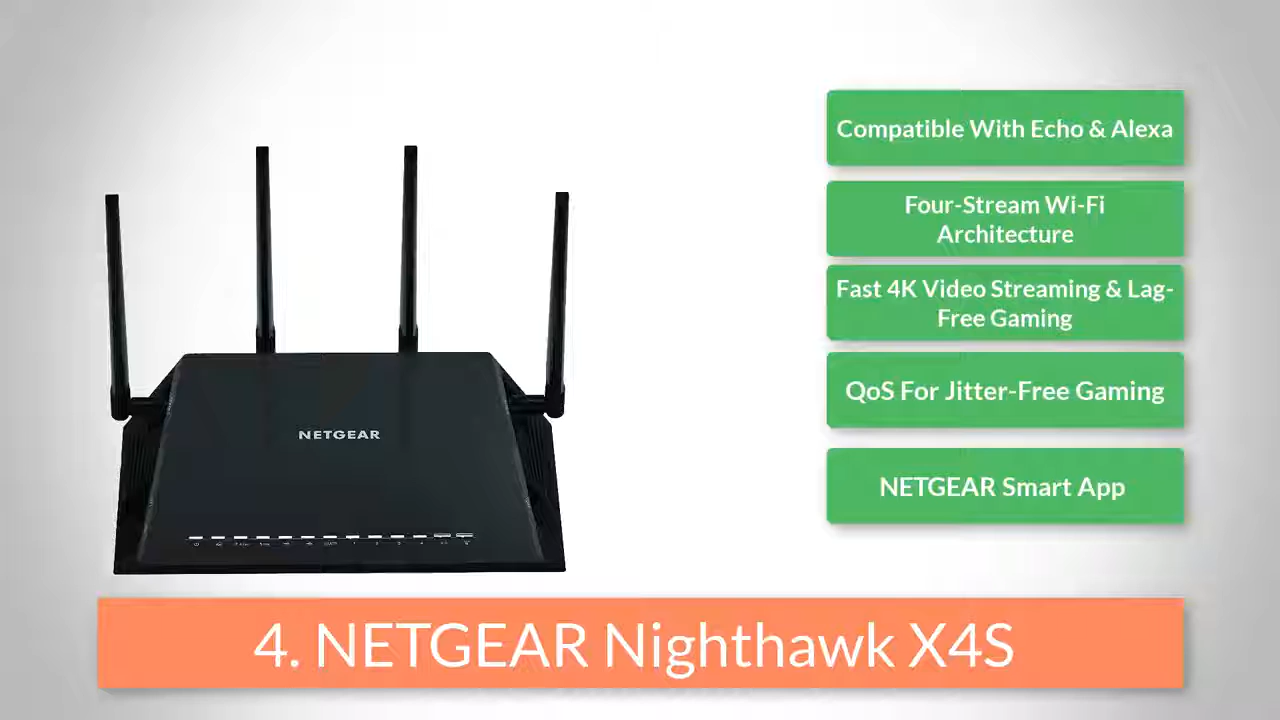 Compatible With Echo & Alexa
Four-Stream Wi-Fi
Architecture
Fast 4K Video Streaming & Lag-
Free Gaming
QoS For Jitter-Free Gaming
NETGEAR Smart App
NETGEAR
4. NETGEAR Nighthawk X4S